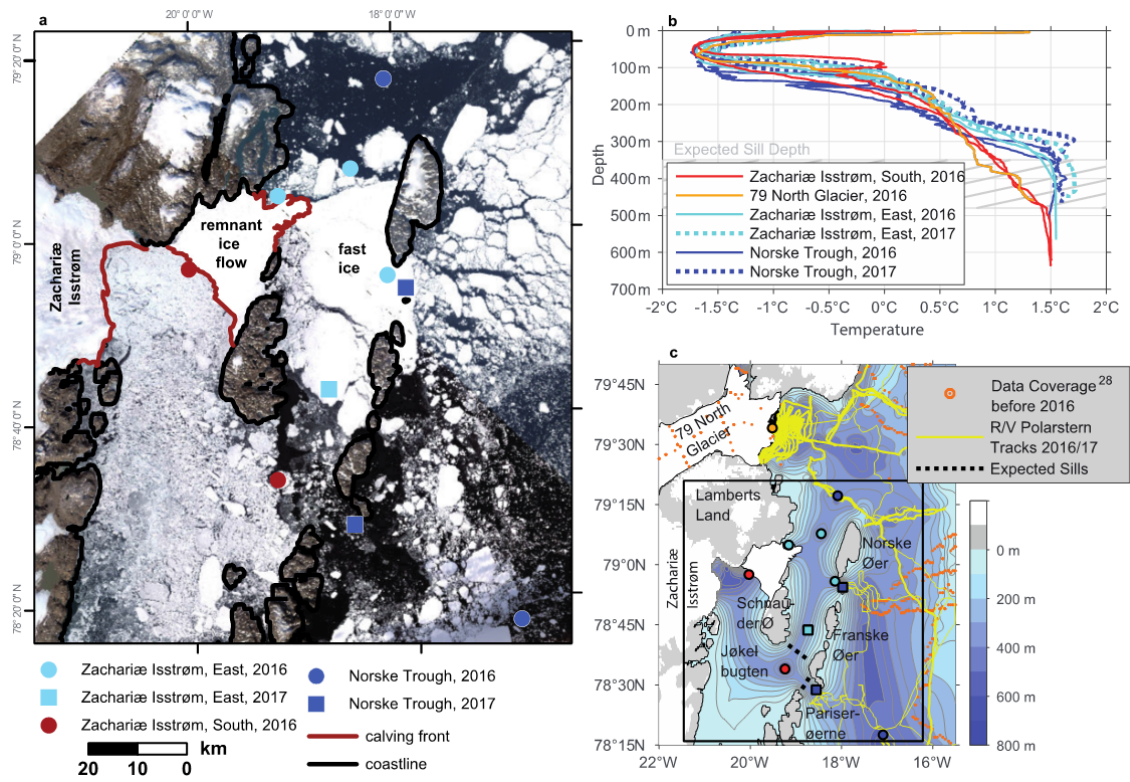 a
20°0'0"W
18°0'0"W
79°20'0"N
79°0'0"N
78°40'0"N
78°20'0"N
Zachariæ
Isstrøm
remnant
ice
flow
fast
ice
Zachariæ Isstrøm, East, 2016
Zachariæ Isstrøm, East, 2017
Zachariæ Isstrøm, South, 2016
Norske Trough, 2016
Norske Trough, 2017
calving front
coastline
km
20 10 0
b
0 m
100 m
200 m
300 m
400 m
500 m
600 m
700 m
Depth
Expected Sill Depth
Zachariæ Isstrøm, South, 2016
79 North Glacier, 2016
Zachariæ Isstrøm, East, 2016
Zachariæ Isstrøm, East, 2017
Norske Trough, 2016
Norske Trough, 2017
-2°C -1.5°C -1°C -0.5°C 0°C 0.5°C 1°C 1.5°C 2°C
Temperature
c
79°45N
79°30N
79°15N
79°0N
78°45N
78°30N
78°15N
22°W 20°W 18°W 16°W
79 North
Glacier
Lamberts
Land
Norske
Øer
Zachariæ
Isstrøm
Schnau-
der Ø
Franske
Øer
Jøkel-
bugten
Pariser-
øerne
Data Coverage28
before 2016
R/V Polarstern
Tracks 2016/17
Expected Sills
0 m
200 m
400 m
600 m
800 m